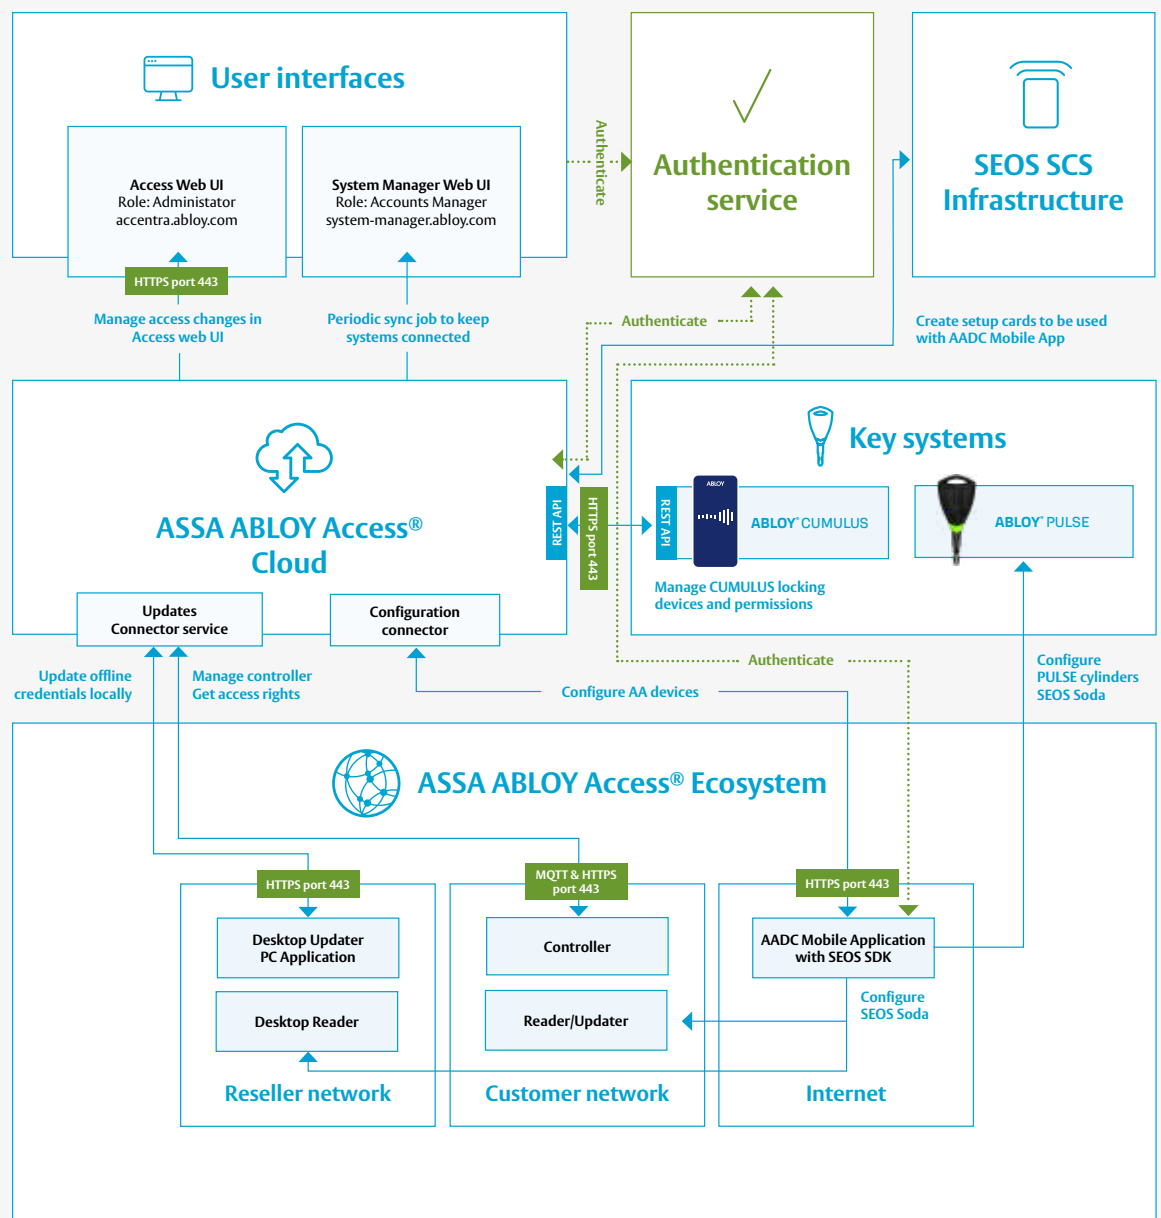 User interfaces
Access Web UI
Role: Administator
accentra.abloy.com
System Manager Web UI
Role: Accounts Manager
system-manager.abloy.com
Authenticate
Authentication
service
SEOS SCS
Infrastructure
HTTPS port 443
Manage access changes in
Access web UI
Periodic sync job to keep
systems connected
Authenticate
Create setup cards to be used
with AADC Mobile App
ASSA ABLOY Access®
Cloud
REST API
HTTPS port 443
Key systems
REST API
ABLOY
ABLOY® CUMULUS
ABLOY® PULSE
Manage CUMULUS locking
devices and permissions
Updates
Connector service
Configuration
connector
Update offline
credentials locally
Manage controller
Get access rights
Configure AA devices
Authenticate
Configure
PULSE cylinders
SEOS Soda
ASSA ABLOY Access® Ecosystem
HTTPS port 443
MQTT & HTTPS
port 443
HTTPS port 443
Desktop Updater
PC Application
Controller
AADC Mobile Application
with SEOS SDK
Desktop Reader
Reader/Updater
Configure
SEOS Soda
Reseller network
Customer network
Internet